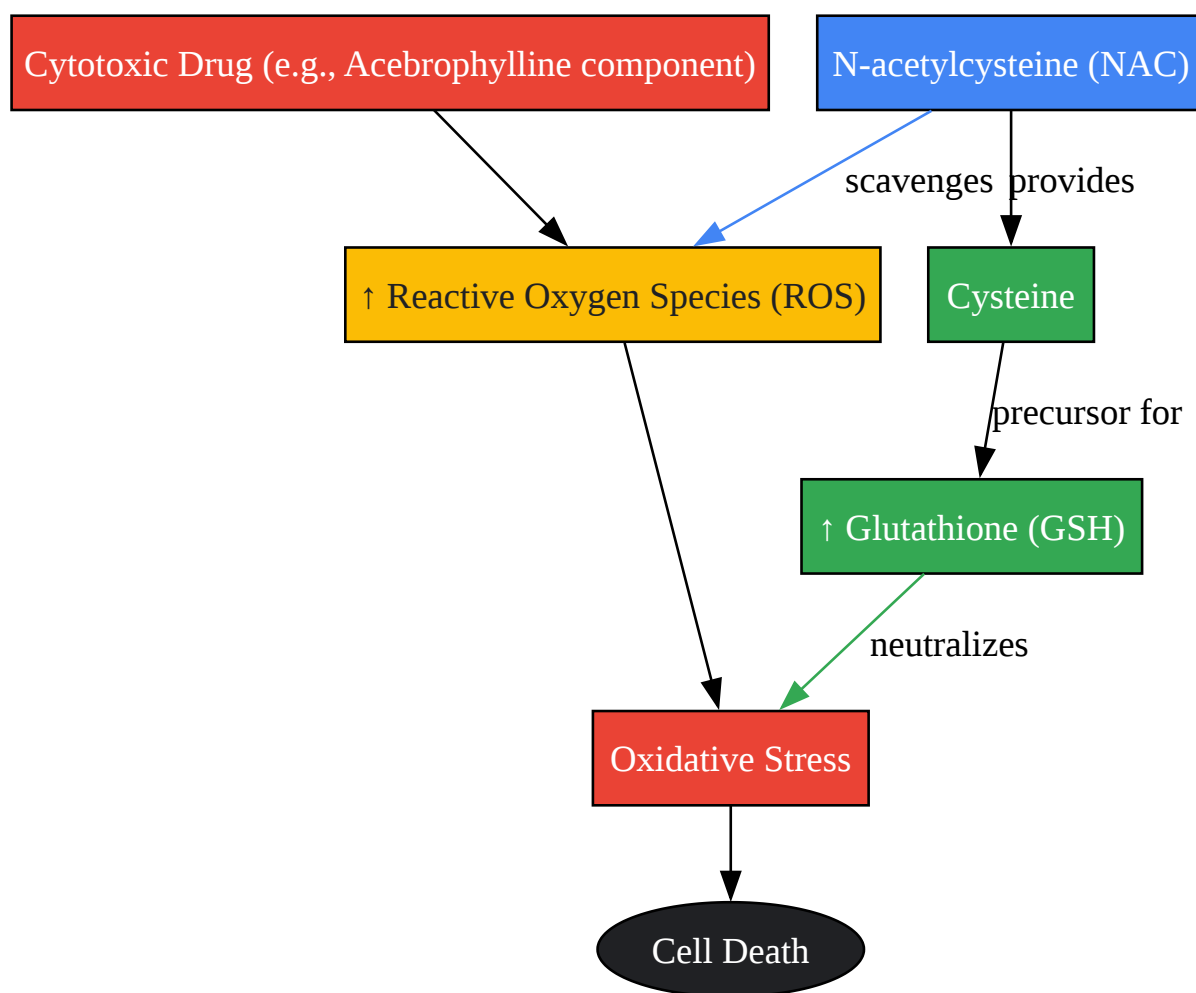 Cytotoxic Drug (e.g., Acebrophylline component)
N-acetylcysteine (NAC)
scavenges
provides
↑ Reactive Oxygen Species (ROS)
Cysteine
precursor for
↑ Glutathione (GSH)
neutralizes
Oxidative Stress
Cell Death